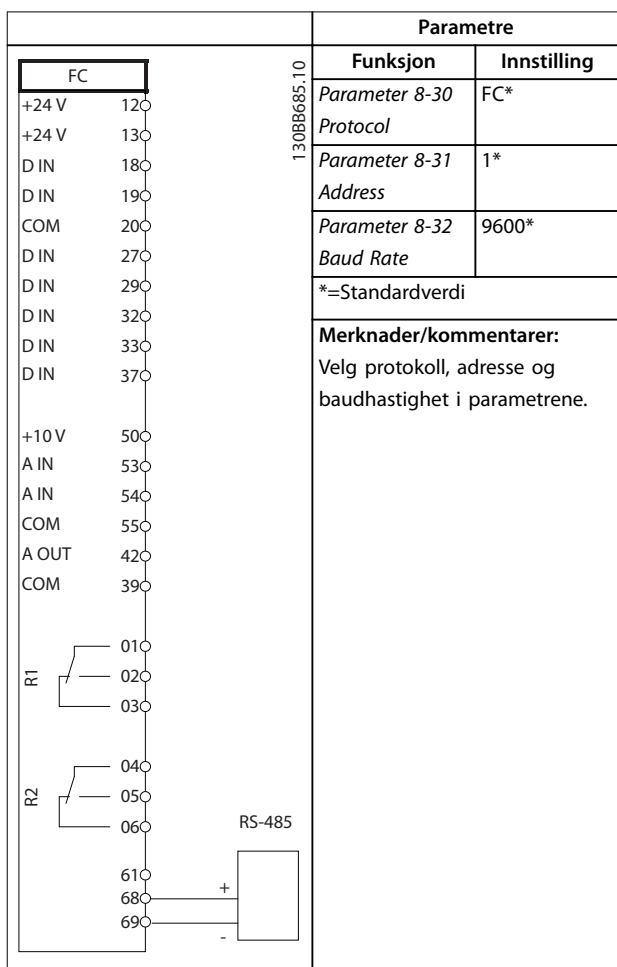 FC
130BB685.10
+24 V 12
+24 V 13
D IN 18
D IN 19
COM 20
D IN 27
D IN 29
D IN 32
D IN 33
D IN 37
+10 V 50
A IN 53
A IN 54
COM 55
A OUT 42
COM 39
R1
01
02
03
R2
04
05
06
RS-485
61
68 +
69 -
Parametre
Funksjon Innstilling
Parameter 8-30 FC*
Protocol
Parameter 8-31 1*
Address
Parameter 8-32 9600*
Baud Rate
*=Standardverdi
Merknader/kommentarer:
Velg protokoll, adresse og
baudhastighet i parametrene.